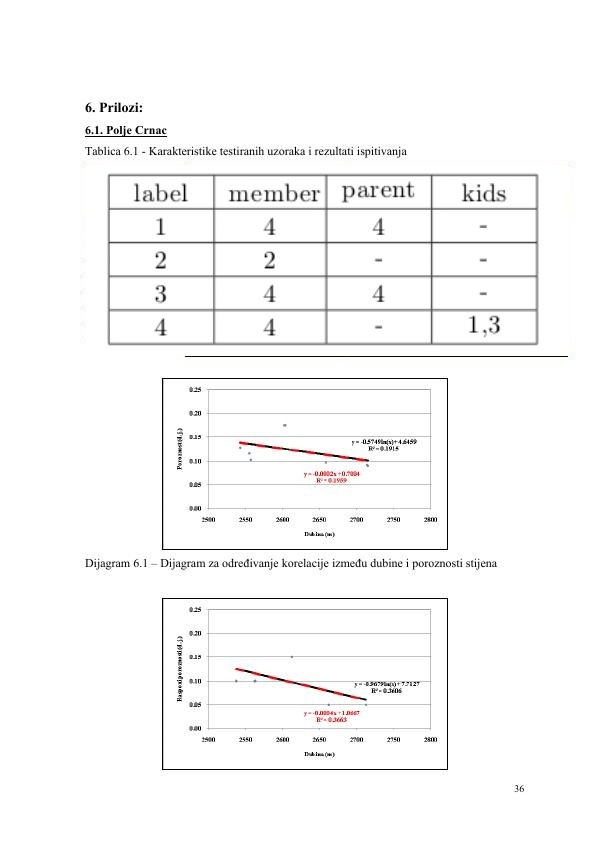 6. Prilozi:
6.1. Polje Crnac
Tablica 6.1 - Karakteristike testiranih uzoraka i rezultati ispitivanja
label member parent kids
1 4 4 -
2 2 - -
3 4 4 -
4 4 - 1,3
0.25
0.20
0.15
0.10
0.05
0.00
Poroznost(d.j.)
y = -0.5749ln(x) + 4.6459
R² = 0.1915
y = -0.0002x + 0.7004
R² = 0.1959
2500 2550 2600 2650 2700 2750 2800
Dubina (m)
Dijagram 6.1 – Dijagram za određivanje korelacije između dubine i poroznosti stijena
0.25
0.20
0.15
0.10
0.05
0.00
y = -0.9679ln(x) + 7.7127
R² = 0.3606
y = -0.0004x + 1.0667
R² = 0.3663
2500 2550 2600 2650 2700 2750 2800
Dubina (m)
36